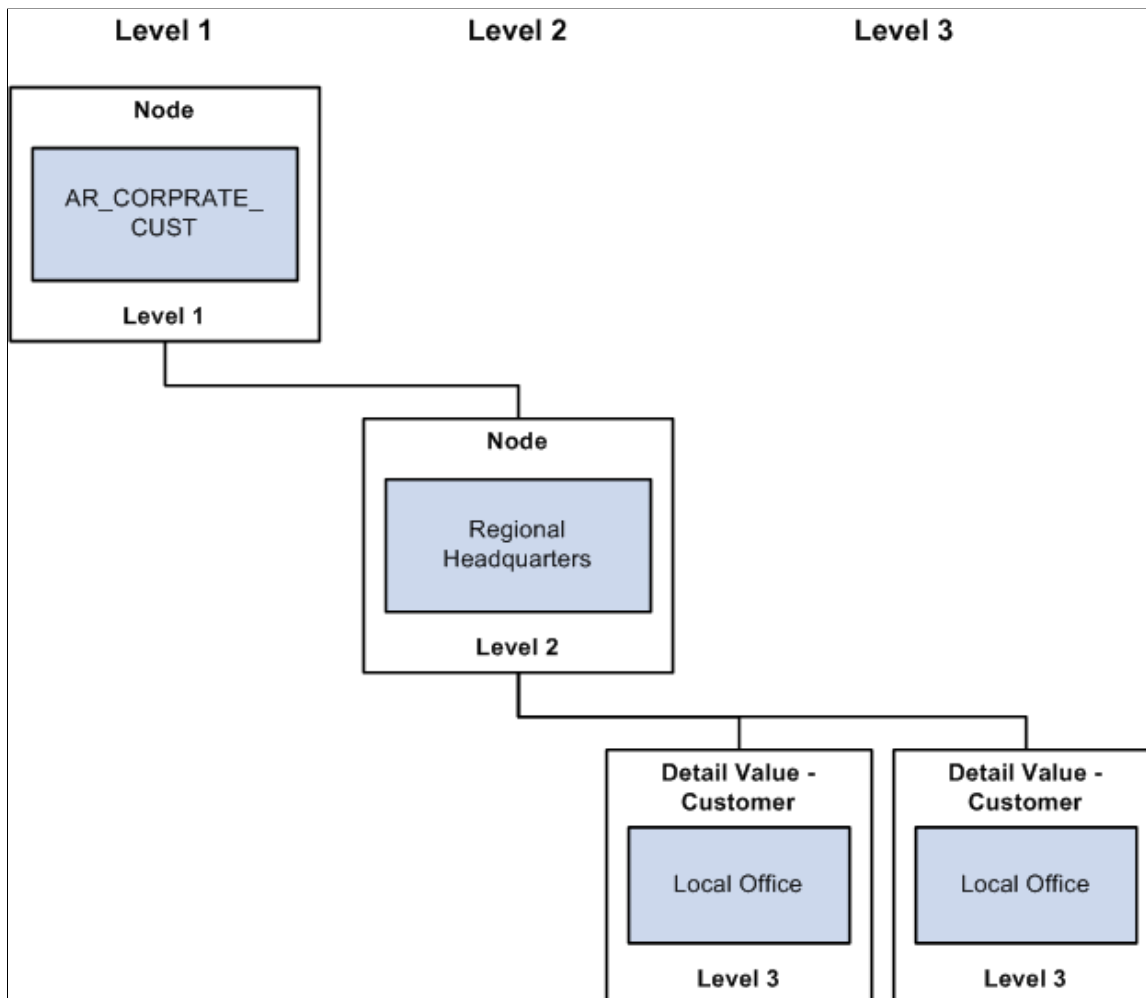 Level 1
Level 2
Level 3
Node
AR_CORPRATE_
CUST
Level 1
Node
Regional
Headquarters
Level 2
Detail Value -
Customer
Local Office
Level 3
Detail Value -
Customer
Local Office
Level 3